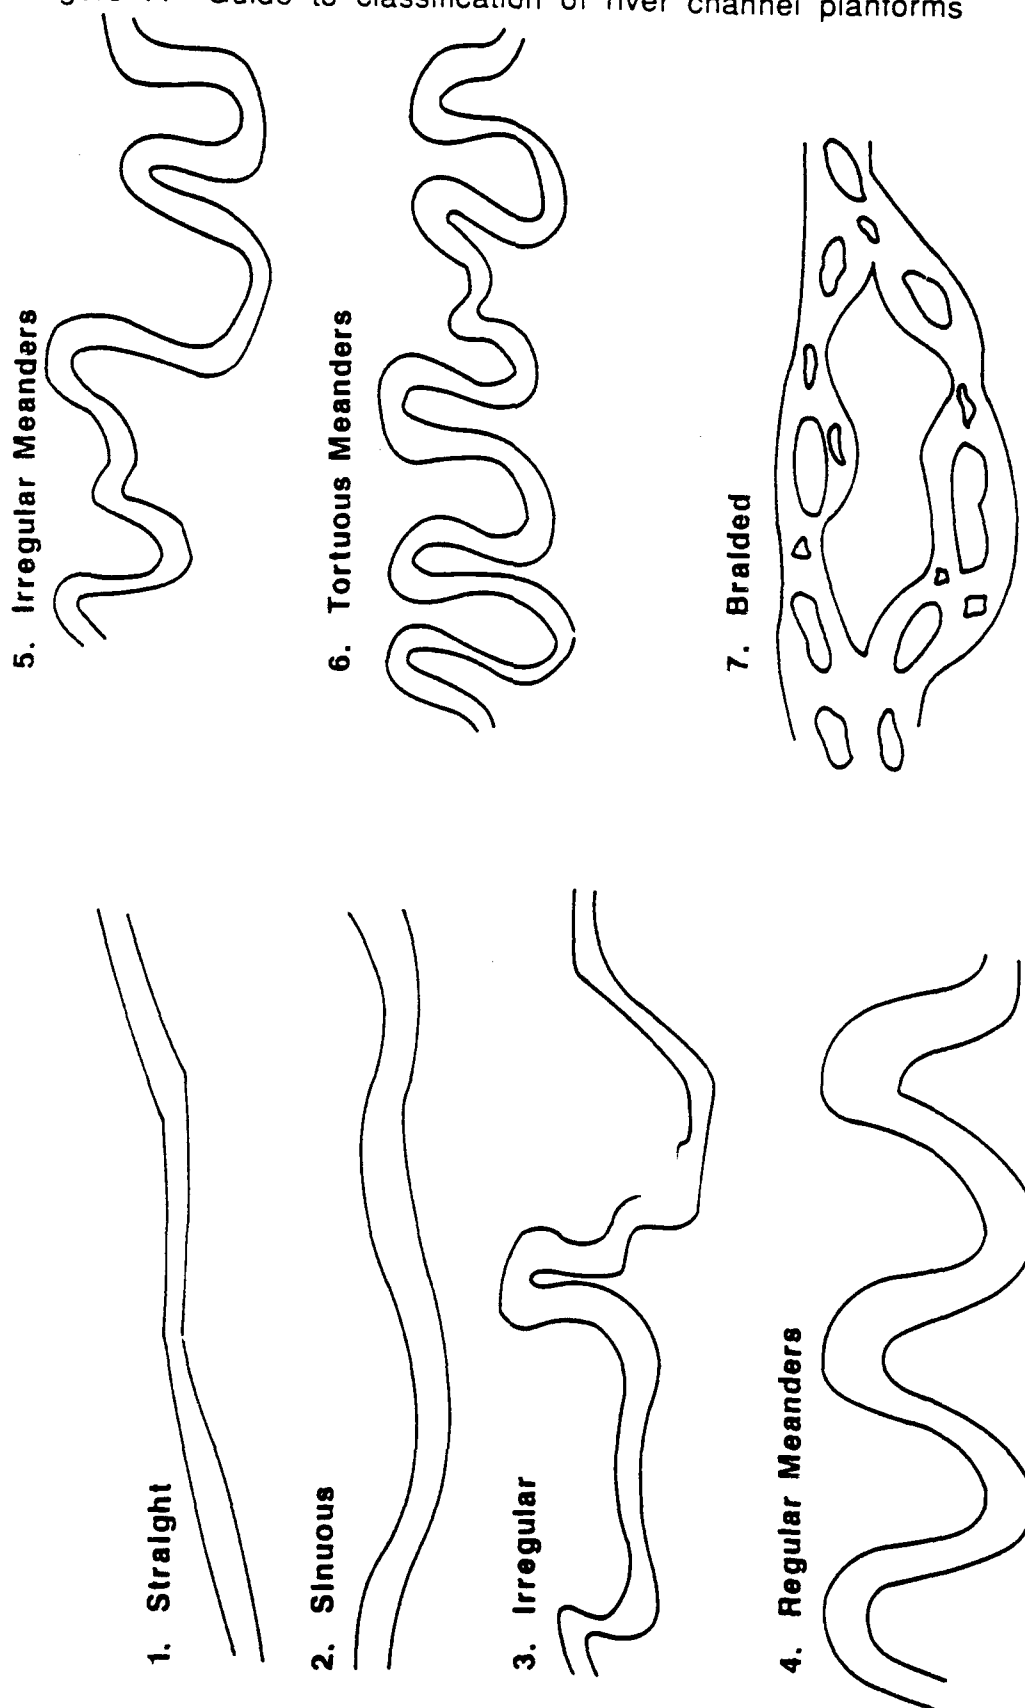 Guide to classification of river channel planforms
1. Straight
2. Sinuous
3. Irregular
4. Regular Meanders
5. Irregular Meanders
6. Tortuous Meanders
7. Braided